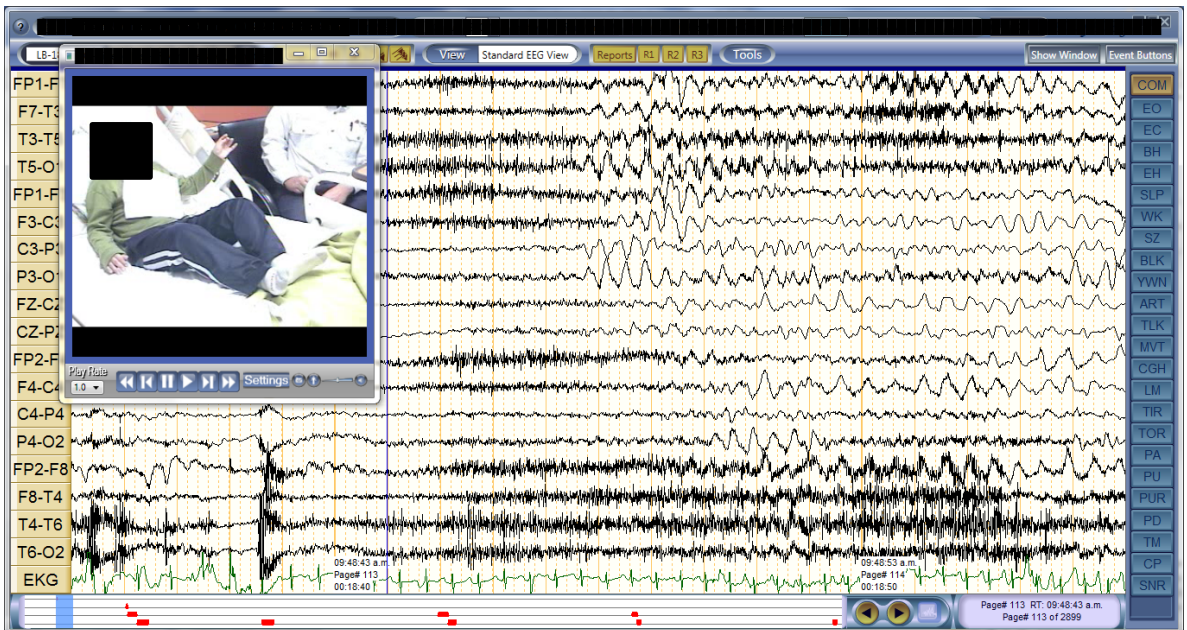 ?
LB-18 View Standard EEG View Reports R1 R2 R3 Tools Show Window Event Buttons
FP1-F
F7-T3
T3-T5
T5-O1
FP1-F
F3-C3
C3-P3
P3-O1
FZ-CZ
CZ-PZ
FP2-F
F4-C4
C4-P4
P4-O2
FP2-F8
F8-T4
T4-T6
T6-O2
EKG
Play Rate
1.0 Settings
COM
EO
EC
BH
EH
SLP
WK
SZ
BLK
YWN
ART
TLK
MVT
CGH
LM
TIR
TOR
PA
PU
PUR
PD
TM
CP
SNR
09:48:43 a.m.
Page# 113
00:18:40
09:48:53 a.m.
Page# 114
00:18:50
Page# 113 RT: 09:48:43 a.m.
Page# 113 of 2899